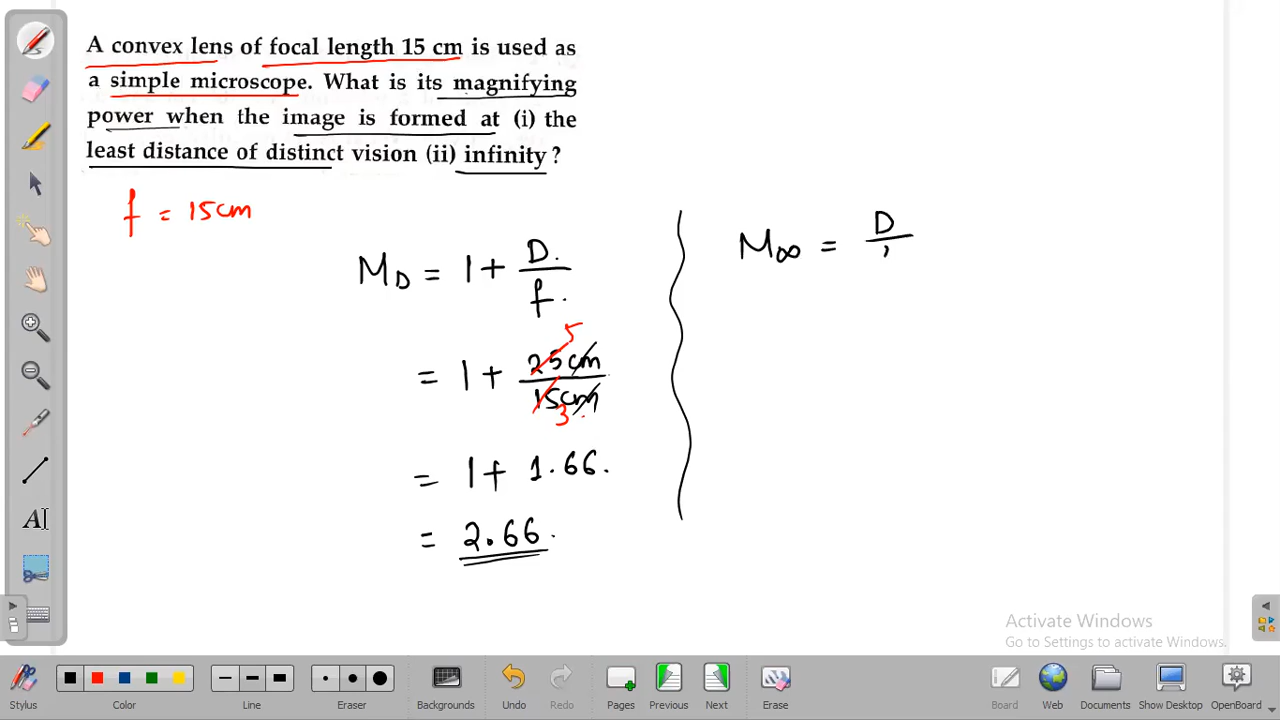 A convex lens of focal length 15 cm is used as
a simple microscope. What is its magnifying
power when the image is formed at (i) the
least distance of distinct vision (ii) infinity ?
f = 15cm
M_D = 1 + D/f
= 1 + 25cm/15cm
5
3
= 1 + 1.66.
= 2.66.
M_∞ = D/
A
Activate Windows
Go to Settings to activate Windows.
Stylus
Color
Line
Eraser
Backgrounds
Undo
Redo
Pages
Previous
Next
Erase
Board
Web
Documents
Show Desktop
OpenBoard